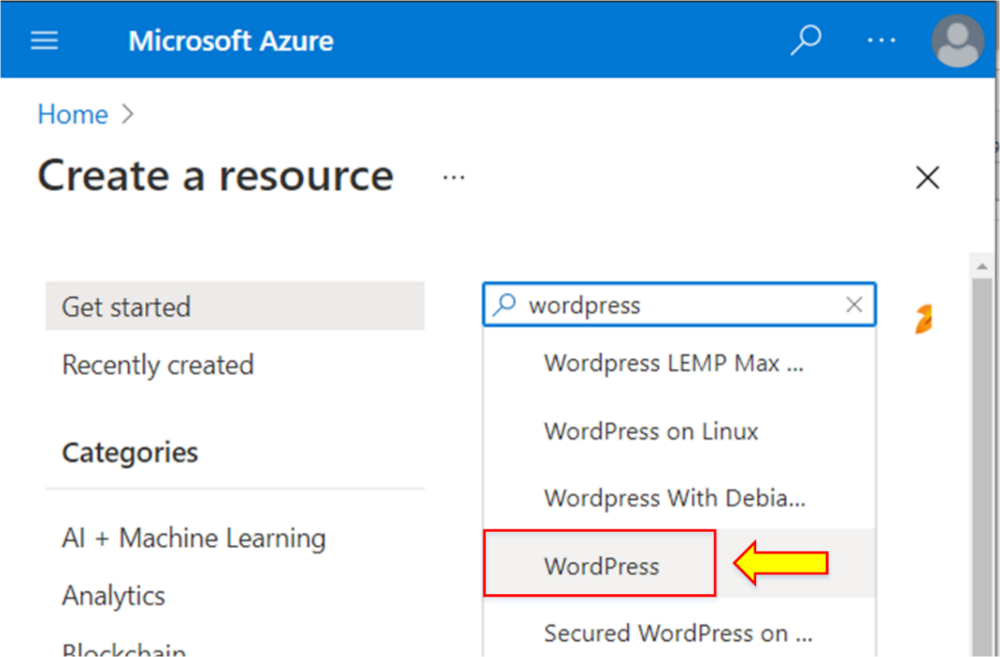 Microsoft Azure
Home
Create a resource
Get started
Recently created
Categories
AI + Machine Learning
Analytics
Blockchain
wordpress
Wordpress LEMP Max ...
WordPress on Linux
Wordpress With Debia...
WordPress
Secured WordPress on ...